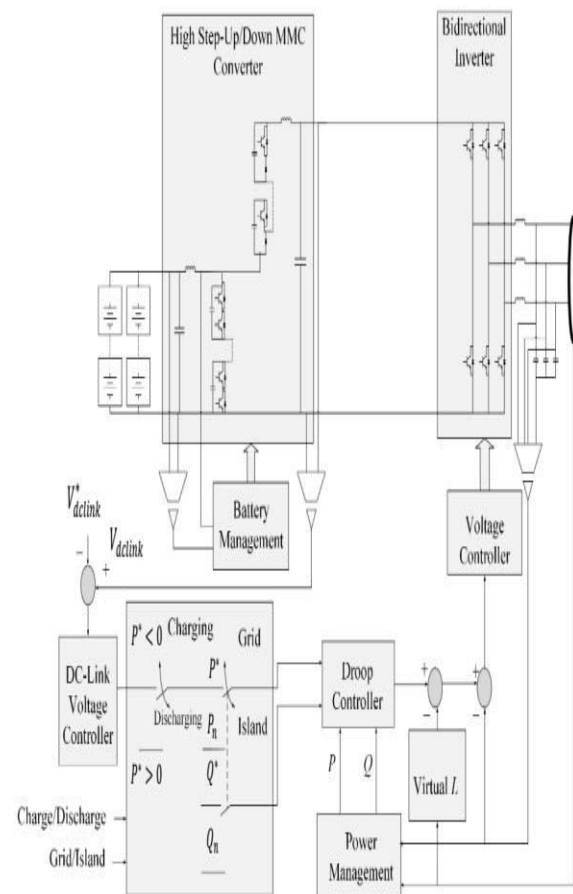 High Step-Up/Down MMC
Converter
Bidirectional
Inverter
Battery
Management
Voltage
Controller
V*dclink
Vdclink
−
+
DC-Link
Voltage
Controller
P* < 0
Charging
Grid
P*
Discharging
Island
Pn
P* > 0
Q*
Qn
Charge/Discharge
Grid/Island
Droop
Controller
+
−
+
−
P
Q
Virtual L
Power
Management